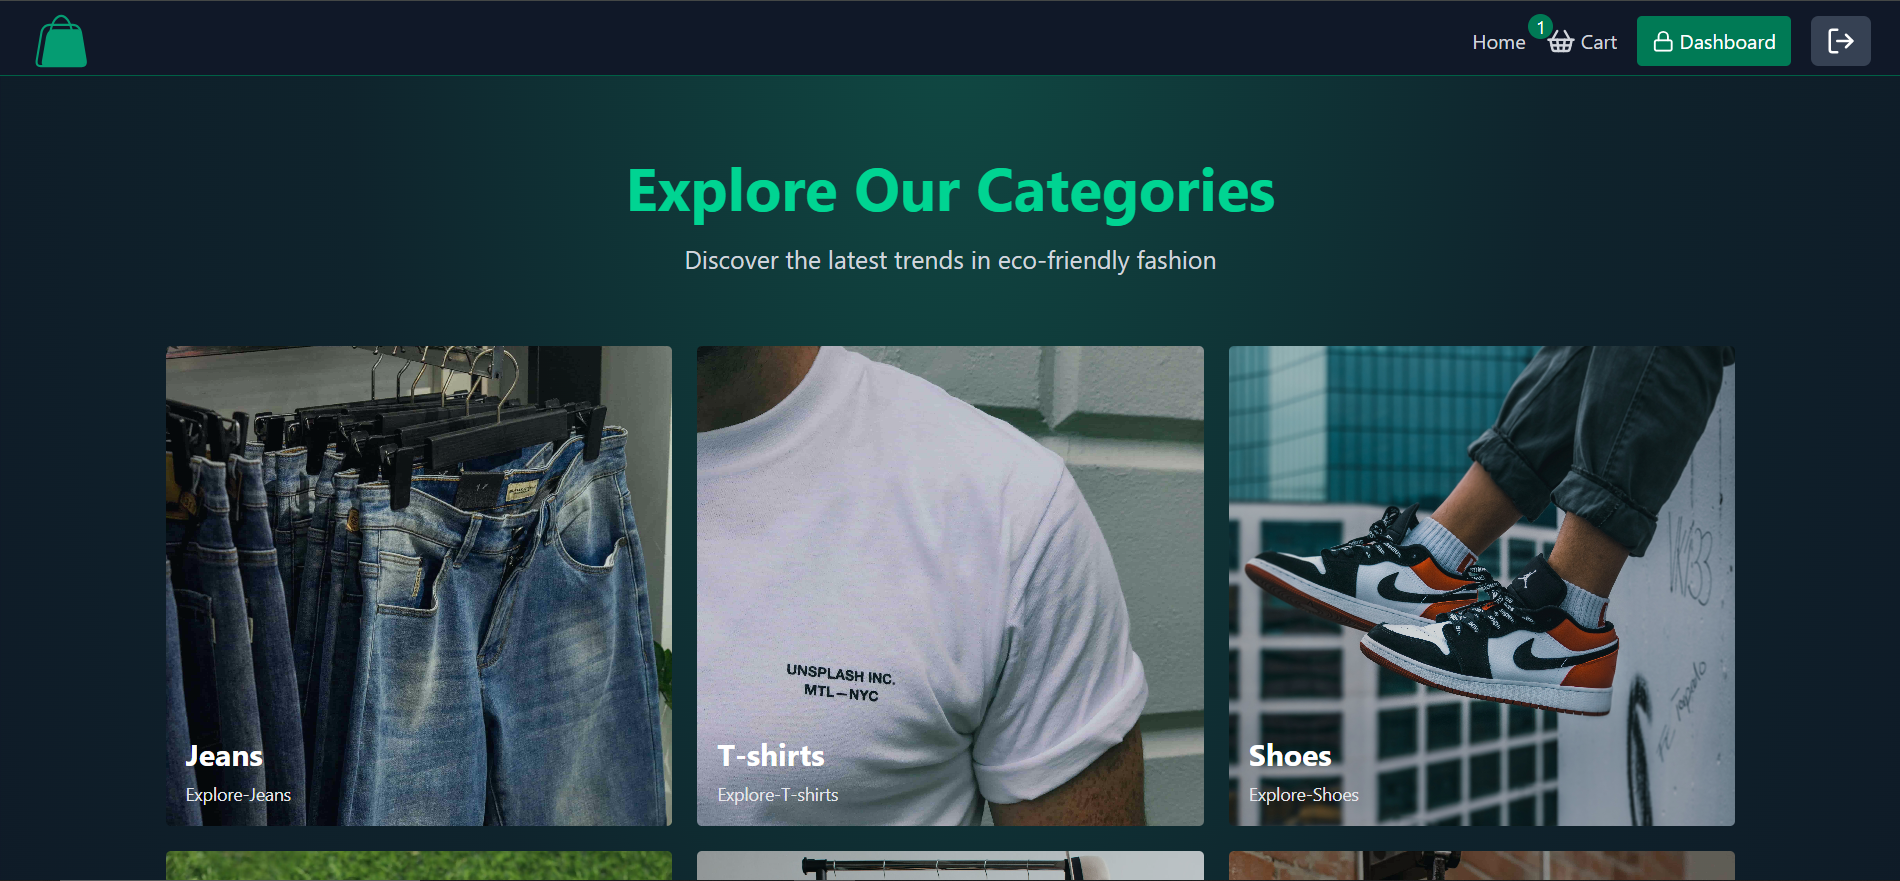 Home
1
Cart
Dashboard
Explore Our Categories
Discover the latest trends in eco-friendly fashion
UNSPLASH INC.
MTL—NYC
Jeans
Explore-Jeans
T-shirts
Explore-T-shirts
Shoes
Explore-Shoes